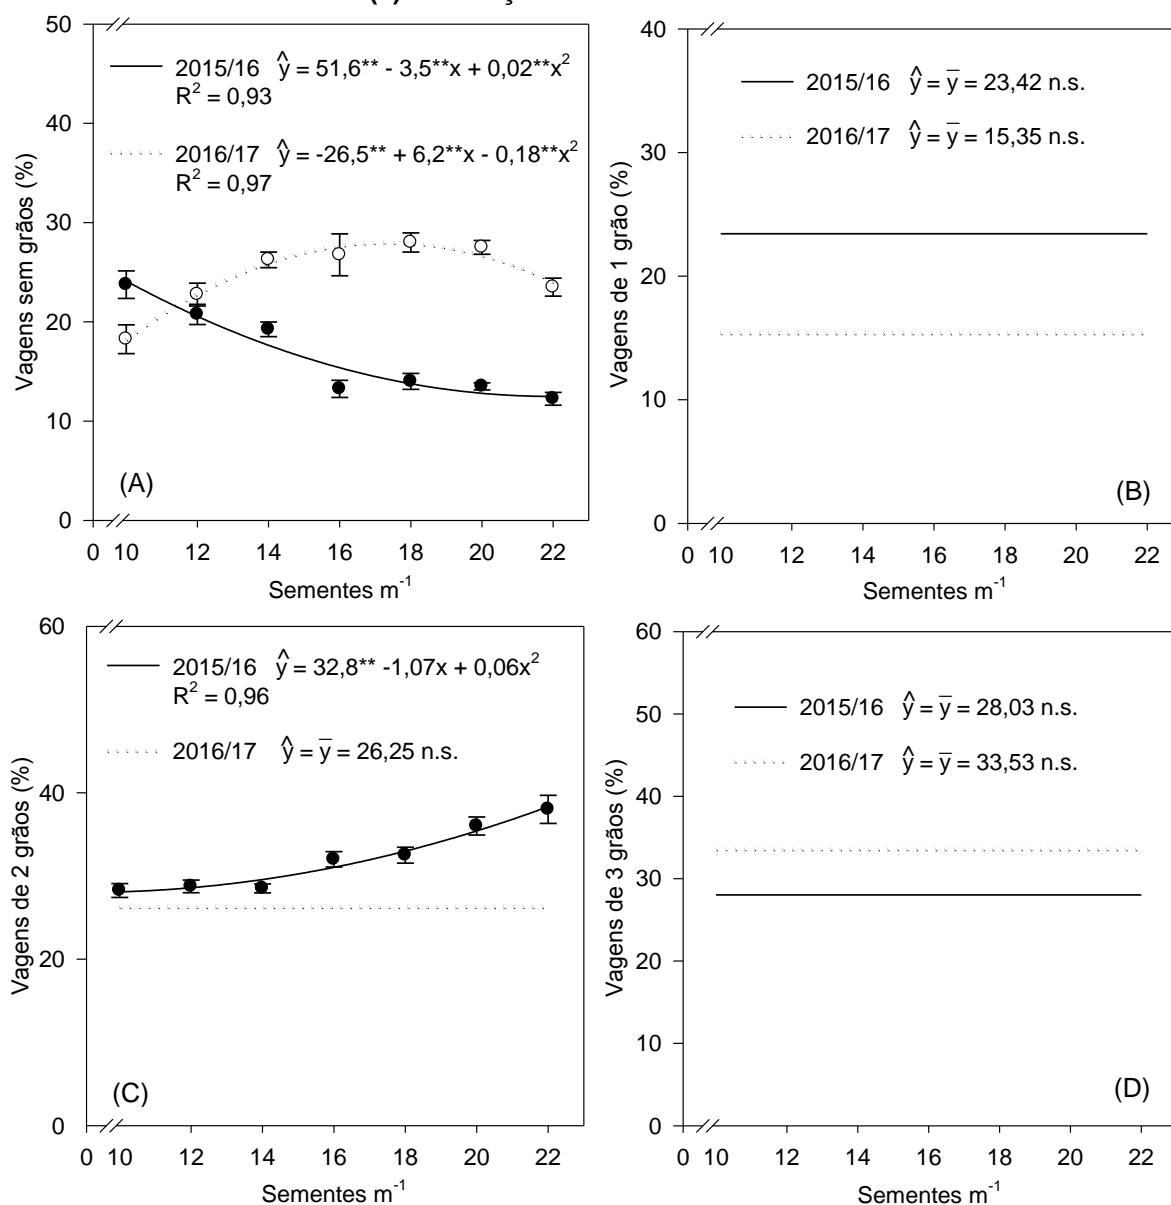 50
40
30
20
10
0
Vagens sem grãos (%)
2015/16 ŷ = 51,6** - 3,5**x + 0,02**x²
R² = 0,93
2016/17 ŷ = -26,5** + 6,2**x - 0,18**x²
R² = 0,97
(A)
0 10 12 14 16 18 20 22
Sementes m⁻¹
40
30
20
10
0
Vagens de 1 grão (%)
2015/16 ŷ = y̅ = 23,42 n.s.
2016/17 ŷ = y̅ = 15,35 n.s.
(B)
0 10 12 14 16 18 20 22
Sementes m⁻¹
60
40
20
0
Vagens de 2 grãos (%)
2015/16 ŷ = 32,8** -1,07x + 0,06x²
R² = 0,96
2016/17 ŷ = y̅ = 26,25 n.s.
(C)
0 10 12 14 16 18 20 22
Sementes m⁻¹
60
50
40
30
20
10
0
Vagens de 3 grãos (%)
2015/16 ŷ = y̅ = 28,03 n.s.
2016/17 ŷ = y̅ = 33,53 n.s.
(D)
0 10 12 14 16 18 20 22
Sementes m⁻¹